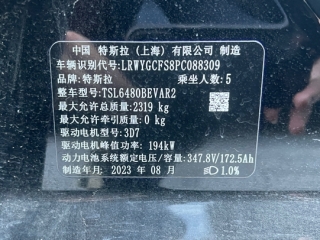 中国 特斯拉（上海）有限公司 制造
车辆识别代号:LRWYGCFS8PC088309
品牌:特斯拉 乘坐人数:5
整车型号:TSL6480BEVAR2
最大允许总质量:2319 kg
最大允许牵引质量:0 kg
驱动电机型号:3D7
驱动电机峰值功率: 194kW
动力电池系统额定电压/容量:347.8V/172.5Ah
制造年月:2023 年 08 月 1.0%